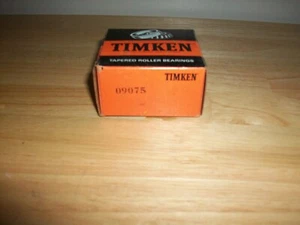 TIMKEN
TAPERED ROLLER BEARINGS
TIMKEN
09075